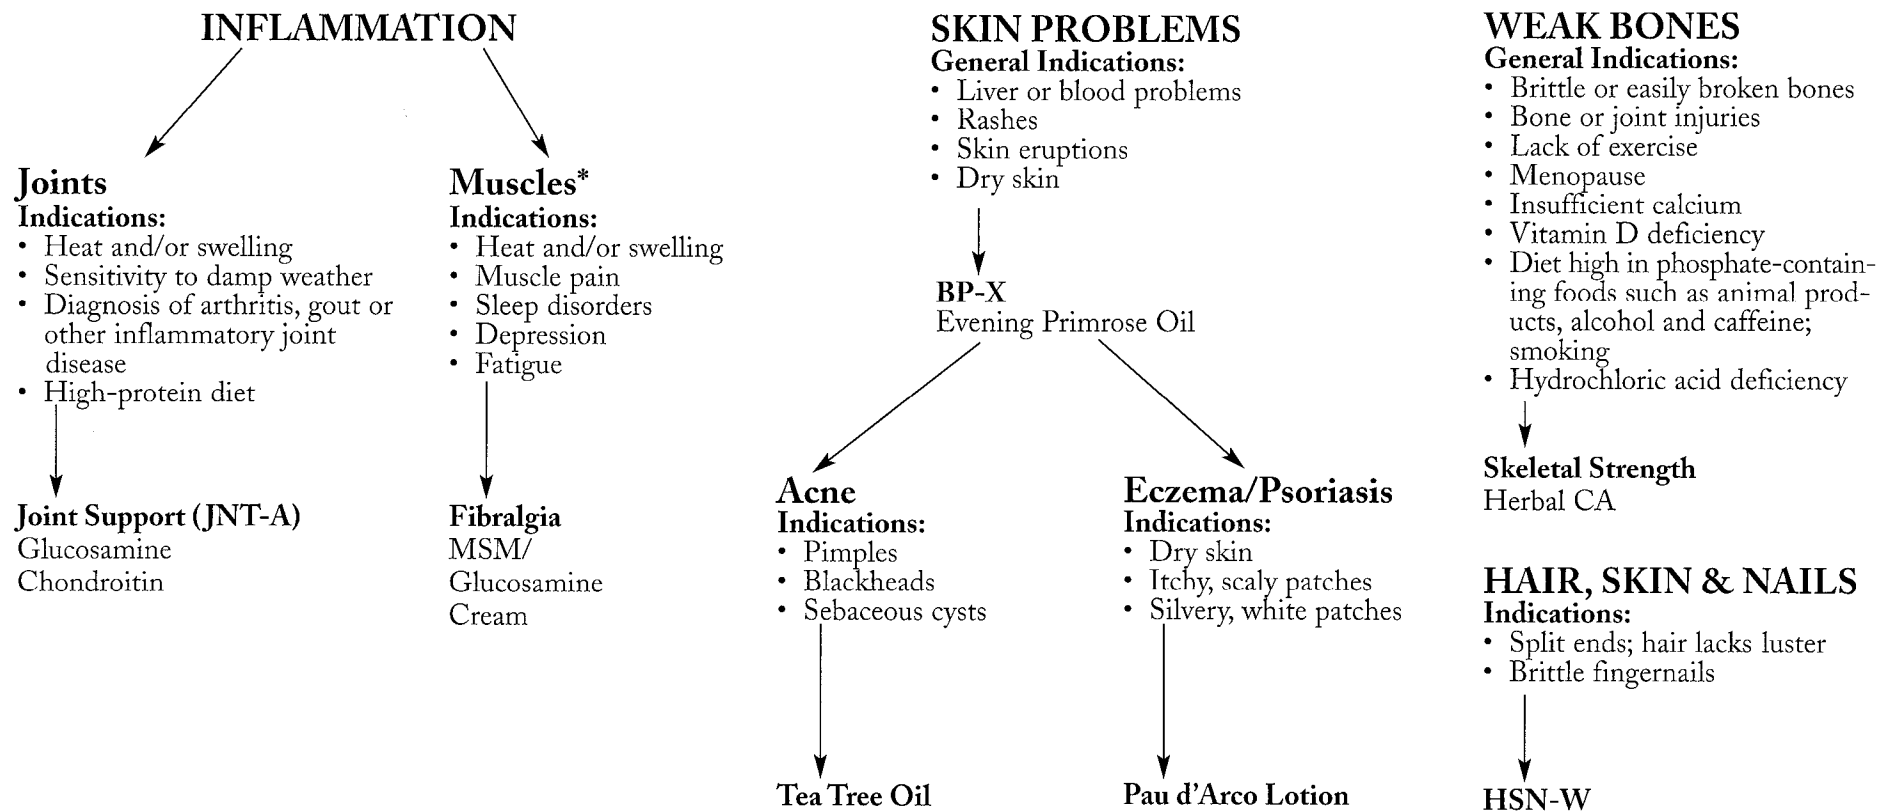 INFLAMMATION
Joints
Indications:
• Heat and/or swelling
• Sensitivity to damp weather
• Diagnosis of arthritis, gout or
other inflammatory joint
disease
• High-protein diet
Joint Support (JNT-A)
Glucosamine
Chondroitin
Muscles*
Indications:
• Heat and/or swelling
• Muscle pain
• Sleep disorders
• Depression
• Fatigue
Fibralgia
MSM/
Glucosamine
Cream
SKIN PROBLEMS
General Indications:
• Liver or blood problems
• Rashes
• Skin eruptions
• Dry skin
BP-X
Evening Primrose Oil
Acne
Indications:
• Pimples
• Blackheads
• Sebaceous cysts
Tea Tree Oil
Eczema/Psoriasis
Indications:
• Dry skin
• Itchy, scaly patches
• Silvery, white patches
Pau d'Arco Lotion
WEAK BONES
General Indications:
• Brittle or easily broken bones
• Bone or joint injuries
• Lack of exercise
• Menopause
• Insufficient calcium
• Vitamin D deficiency
• Diet high in phosphate-contain-
ing foods such as animal prod-
ucts, alcohol and caffeine;
smoking
• Hydrochloric acid deficiency
Skeletal Strength
Herbal CA
HAIR, SKIN & NAILS
Indications:
• Split ends; hair lacks luster
• Brittle fingernails
HSN-W